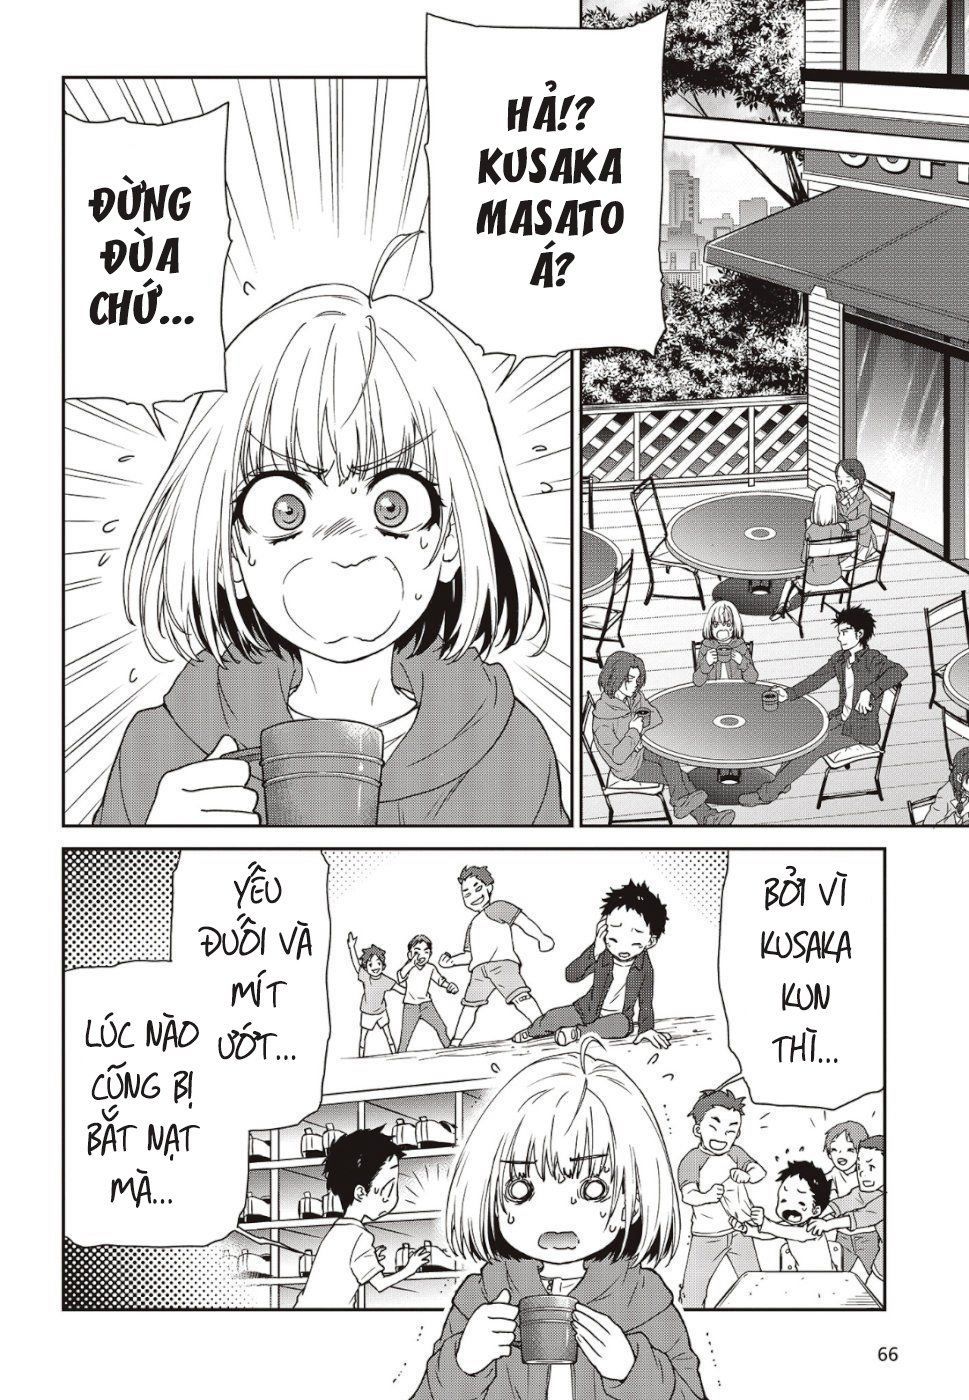 HẢ!?
KUSAKA
MASATO
Á?
ĐỪNG
ĐÙA
CHỨ...
BỞI VÌ
KUSAKA
KUN
THÌ...
YẾU
ĐUỐI VÀ
MÍT
ƯỚT...
LÚC NÀO
CŨNG BỊ
BẮT NẠT
MÀ...
66